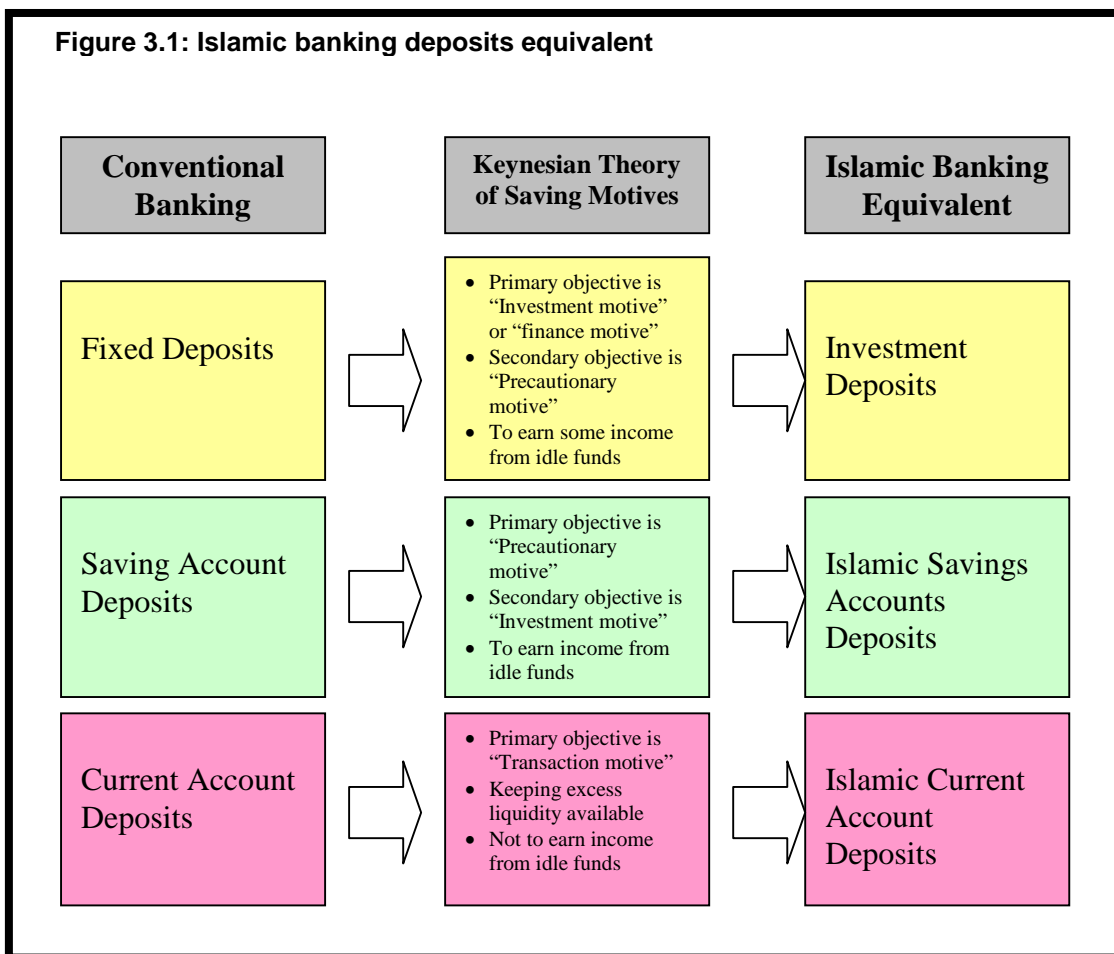 Figure 3.1: Islamic banking deposits equivalent
Conventional
Banking
Keynesian Theory
of Saving Motives
Islamic Banking
Equivalent
Fixed Deposits
• Primary objective is
“Investment motive”
or “finance motive”
• Secondary objective is
“Precautionary
motive”
• To earn some income
from idle funds
Investment
Deposits
Saving Account
Deposits
• Primary objective is
“Precautionary
motive”
• Secondary objective is
“Investment motive”
• To earn income from
idle funds
Islamic Savings
Accounts
Deposits
Current Account
Deposits
• Primary objective is
“Transaction motive”
• Keeping excess
liquidity available
• Not to earn income
from idle funds
Islamic Current
Account
Deposits